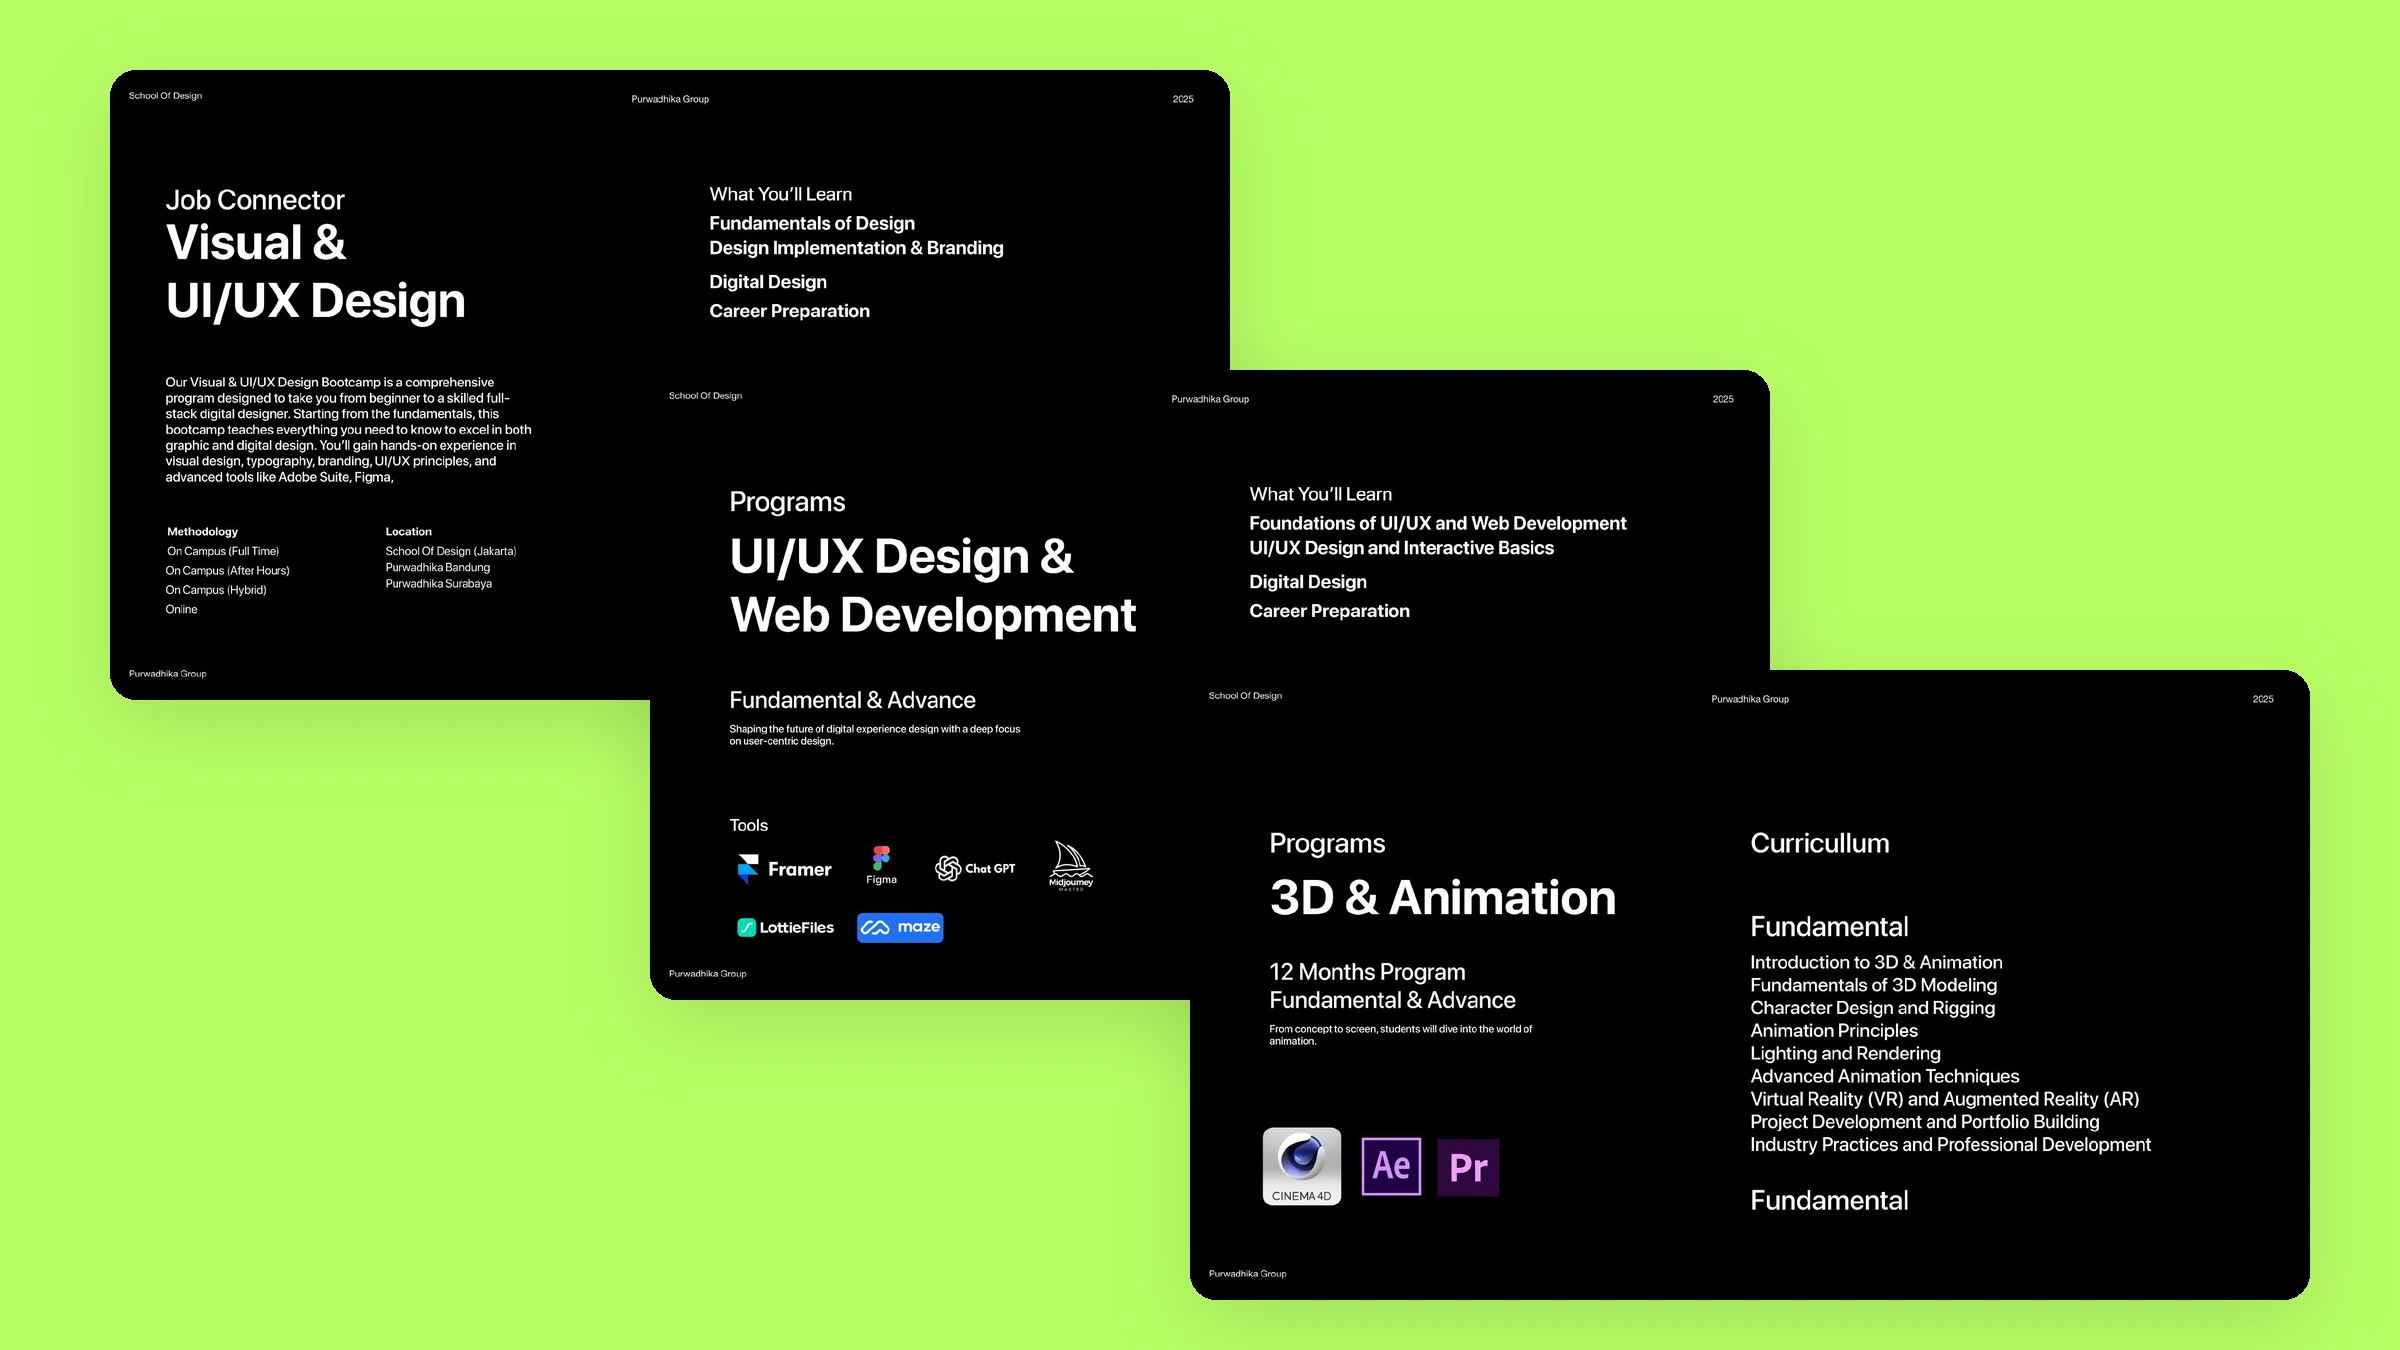 School Of Design
Purwadhika Group
2025
Job Connector
Visual &
UI/UX Design
Our Visual & UI/UX Design Bootcamp is a comprehensive
program designed to take you from beginner to a skilled full-
stack digital designer. Starting from the fundamentals, this
bootcamp teaches everything you need to know to excel in both
graphic and digital design. You'll gain hands-on experience in
visual design, typography, branding, UI/UX principles, and
advanced tools like Adobe Suite, Figma,
Methodology
On Campus (Full Time)
On Campus (After Hours)
On Campus (Hybrid)
Online
Location
School Of Design (Jakarta)
Purwadhika Bandung
Purwadhika Surabaya
Purwadhika Group
What You'll Learn
Fundamentals of Design
Design Implementation & Branding
Digital Design
Career Preparation
School Of Design
Purwadhika Group
2025
Programs
UI/UX Design &
Web Development
Fundamental & Advance
Shaping the future of digital experience design with a deep focus
on user-centric design.
Tools
Framer
Figma
Chat GPT
Midjourney
MASTER
LottieFiles
maze
Purwadhika Group
What You'll Learn
Foundations of UI/UX and Web Development
UI/UX Design and Interactive Basics
Digital Design
Career Preparation
School Of Design
Purwadhika Group
2025
Programs
3D & Animation
12 Months Program
Fundamental & Advance
From concept to screen, students will dive into the world of
animation.
CINEMA 4D
Ae
Pr
Purwadhika Group
Curricullum
Fundamental
Introduction to 3D & Animation
Fundamentals of 3D Modeling
Character Design and Rigging
Animation Principles
Lighting and Rendering
Advanced Animation Techniques
Virtual Reality (VR) and Augmented Reality (AR)
Project Development and Portfolio Building
Industry Practices and Professional Development
Fundamental